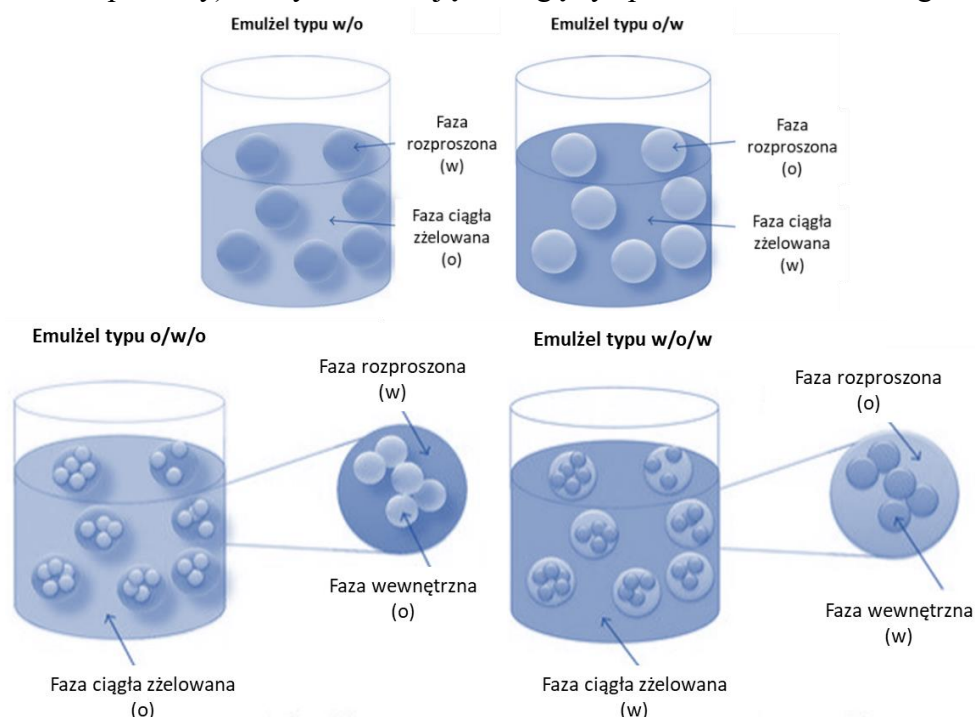 Emulżel typu w/o
Emulżel typu o/w
Faza
rozproszona
(w)
Faza ciągła
zżelowana
(o)
Faza
rozproszona
(o)
Faza ciągła
zżelowana
(w)
Emulżel typu o/w/o
Faza rozproszona
(w)
Faza wewnętrzna
(o)
Faza ciągła zżelowana
(o)
Emulżel typu w/o/w
Faza rozproszona
(o)
Faza wewnętrzna
(w)
Faza ciągła zżelowana
(w)